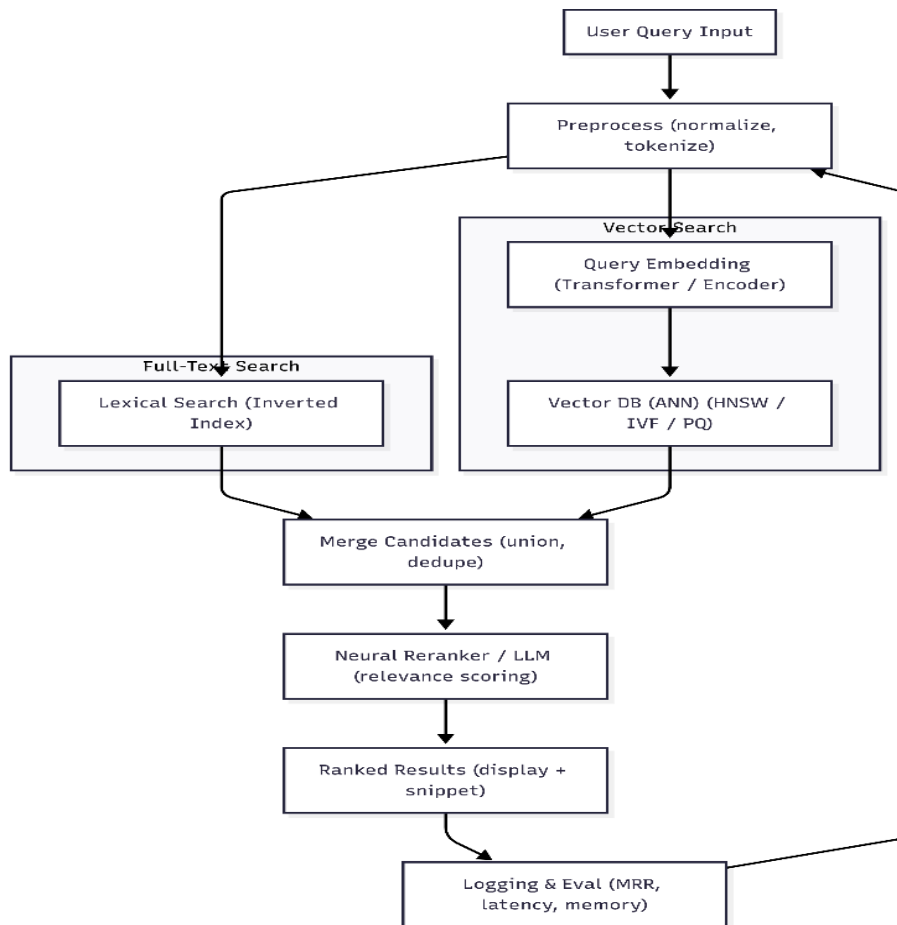 User Query Input
Preprocess (normalize,
tokenize)
Vector Search
Query Embedding
(Transformer / Encoder)
Full-Text Search
Lexical Search (Inverted
Index)
Vector DB (ANN) (HNSW /
IVF / PQ)
Merge Candidates (union,
dedupe)
Neural Reranker / LLM
(relevance scoring)
Ranked Results (display +
snippet)
Logging & Eval (MRR,
latency, memory)